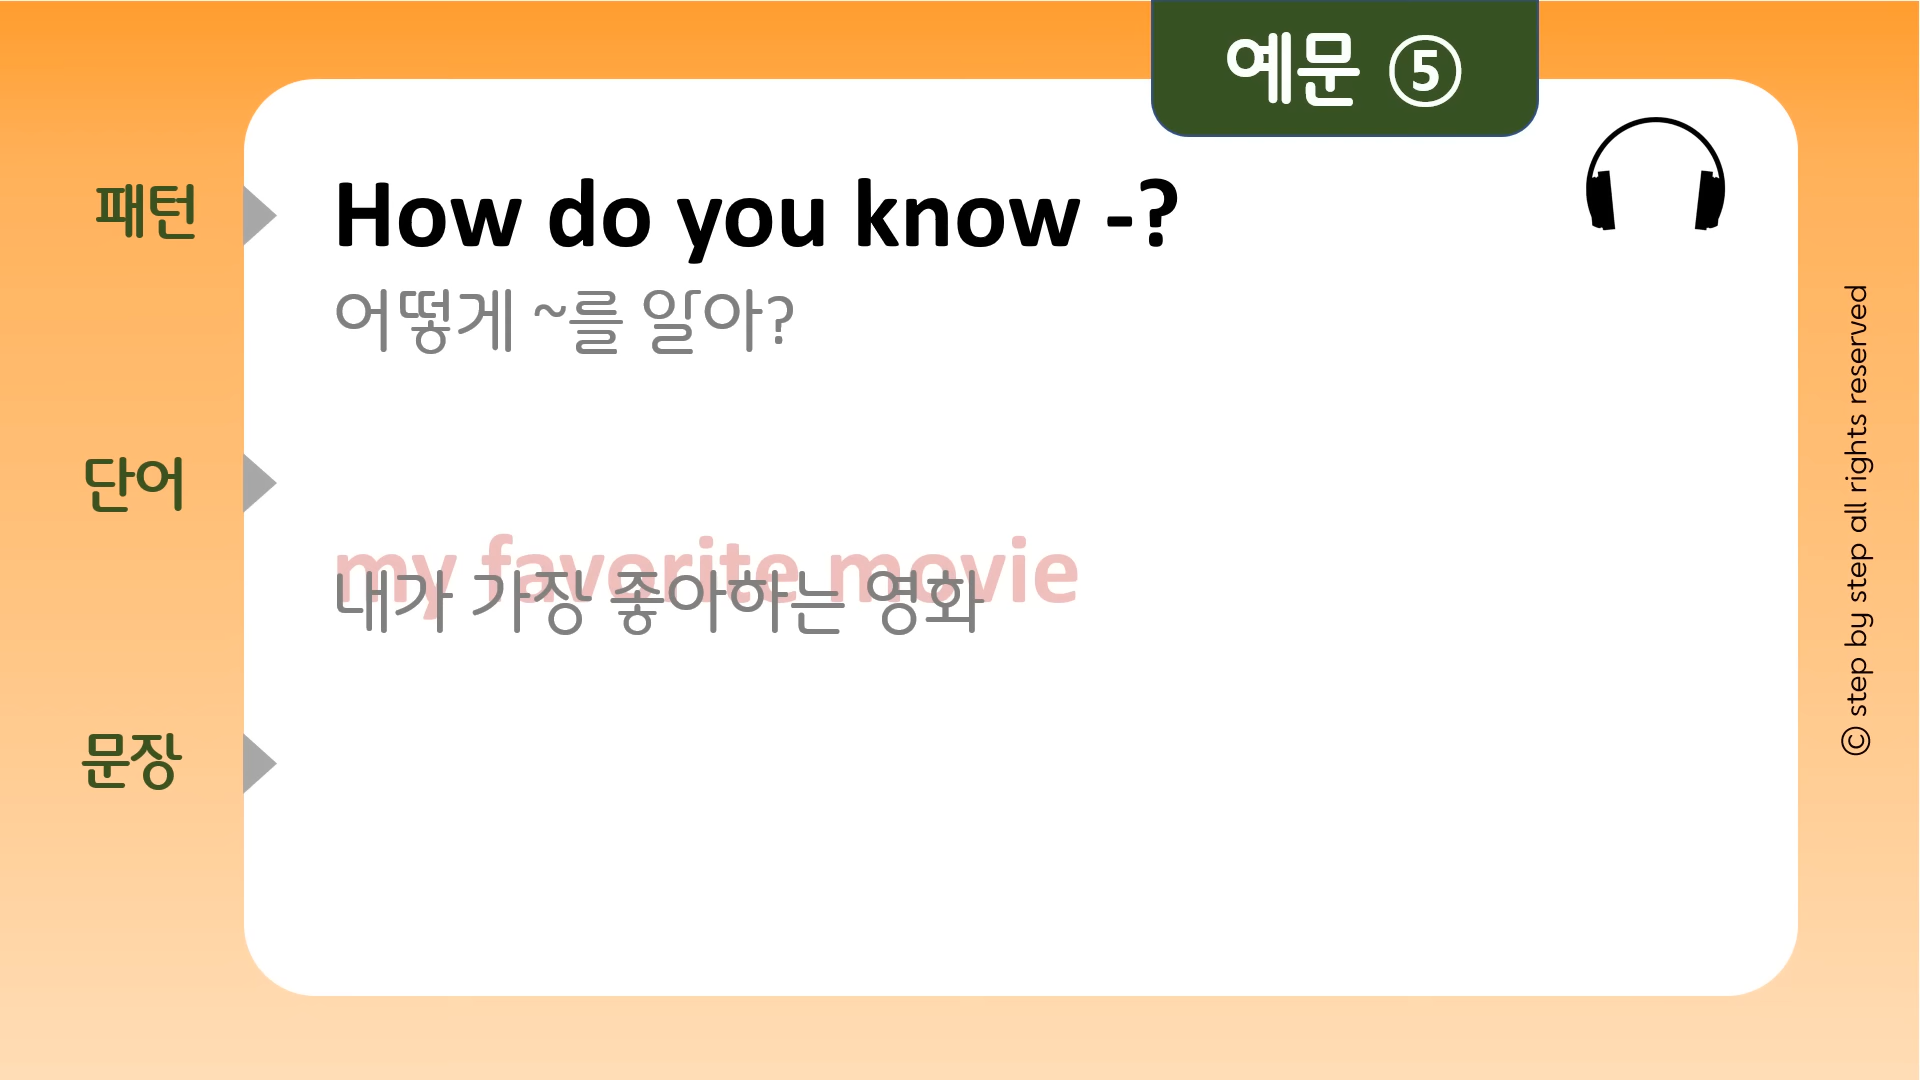 예문 ⑤
패턴
How do you know -?
어떻게 ~를 알아?
단어
my favorite movie
내가 가장 좋아하는 영화
문장
© step by step all rights reserved